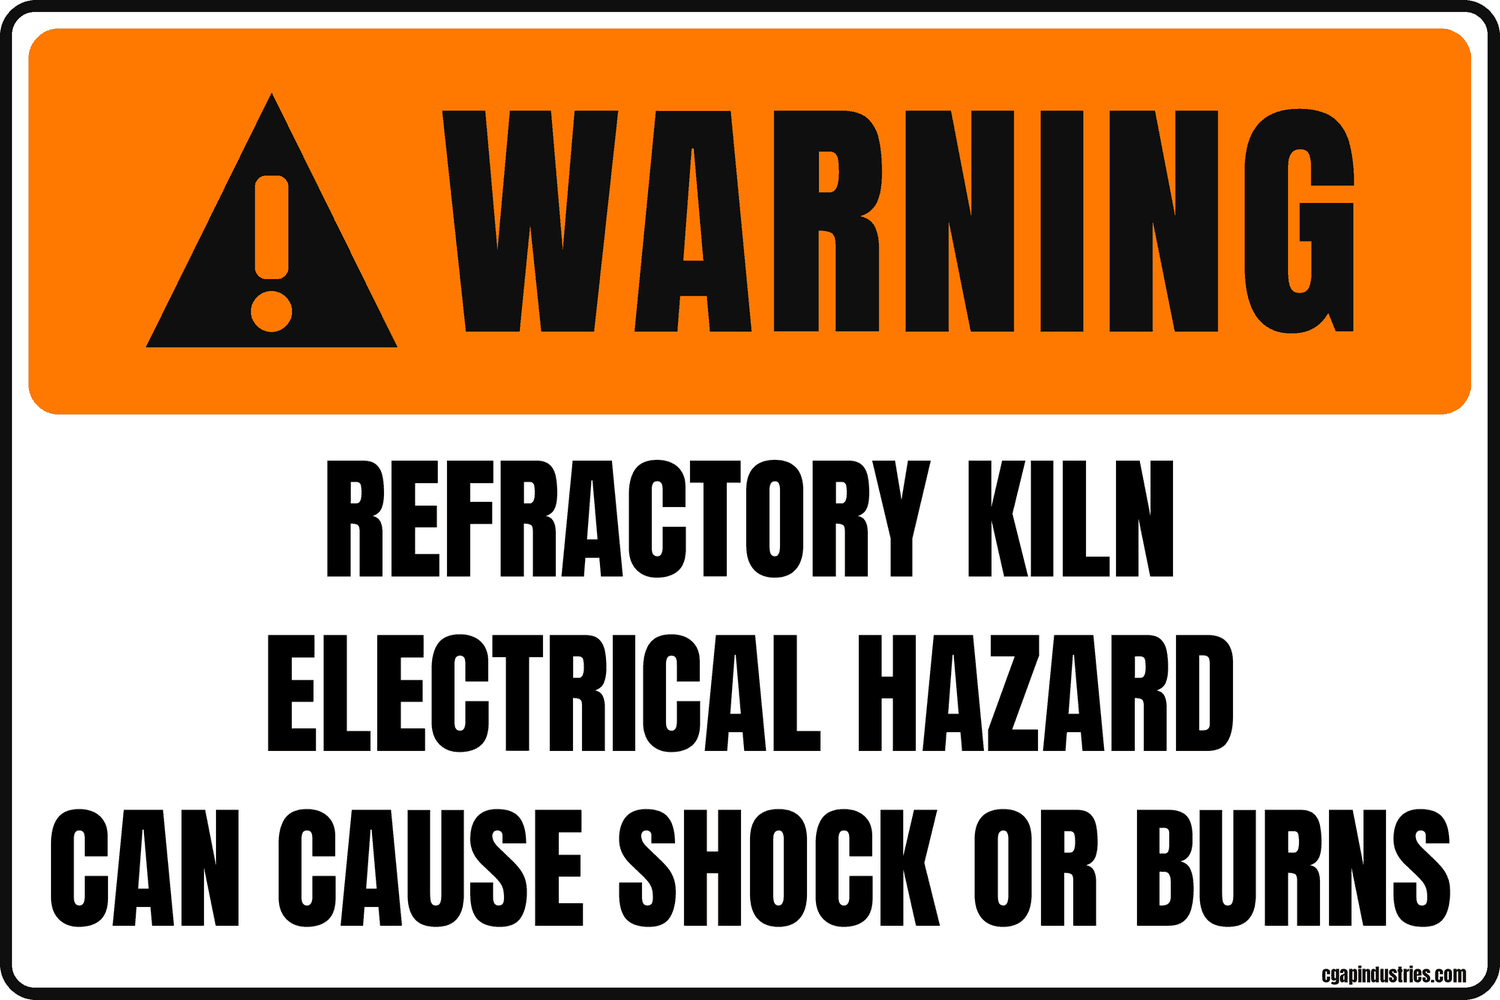 WARNING
REFRACTORY KILN
ELECTRICAL HAZARD
CAN CAUSE SHOCK OR BURNS
cgapindustries.com